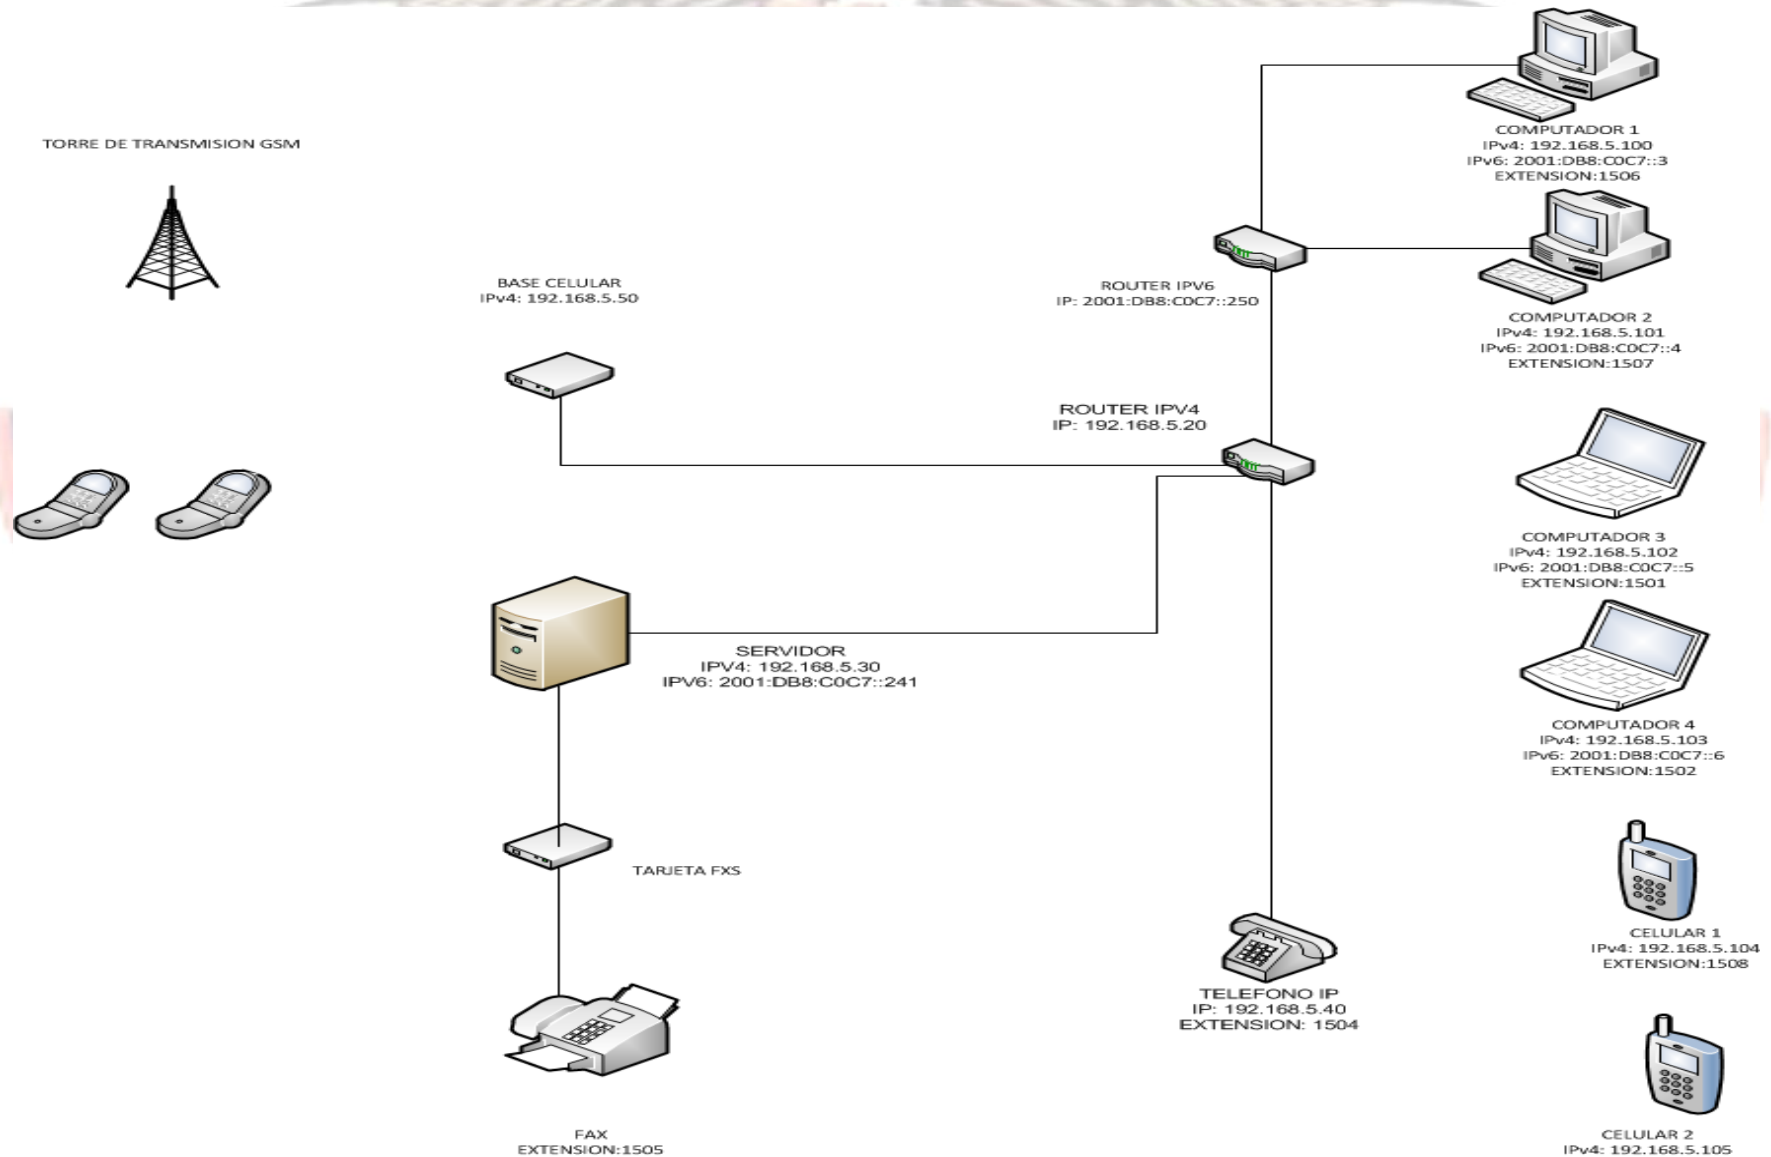 TORRE DE TRANSMISION GSM
BASE CELULAR
IPv4: 192.168.5.50
COMPUTADOR 1
IPv4: 192.168.5.100
IPv6: 2001:DB8:C0C7::3
EXTENSION:1506
ROUTER IPV6
IP: 2001:DB8:C0C7::250
COMPUTADOR 2
IPv4: 192.168.5.101
IPv6: 2001:DB8:C0C7::4
EXTENSION:1507
ROUTER IPV4
IP: 192.168.5.20
COMPUTADOR 3
IPv4: 192.168.5.102
IPv6: 2001:DB8:C0C7::5
EXTENSION:1501
SERVIDOR
IPV4: 192.168.5.30
IPV6: 2001:DB8:C0C7::241
COMPUTADOR 4
IPv4: 192.168.5.103
IPv6: 2001:DB8:C0C7::6
EXTENSION:1502
TARJETA FXS
CELULAR 1
IPv4: 192.168.5.104
EXTENSION:1508
TELEFONO IP
IP: 192.168.5.40
EXTENSION: 1504
FAX
EXTENSION:1505
CELULAR 2
IPv4: 192.168.5.105